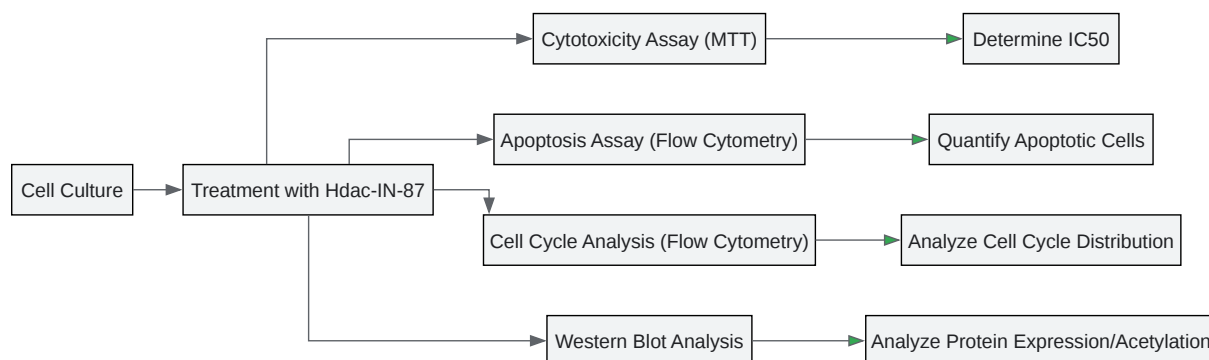 Cytotoxicity Assay (MTT)
Determine IC50
Apoptosis Assay (Flow Cytometry)
Quantify Apoptotic Cells
Cell Culture
Treatment with Hdac-IN-87
Cell Cycle Analysis (Flow Cytometry)
Analyze Cell Cycle Distribution
Western Blot Analysis
Analyze Protein Expression/Acetylation